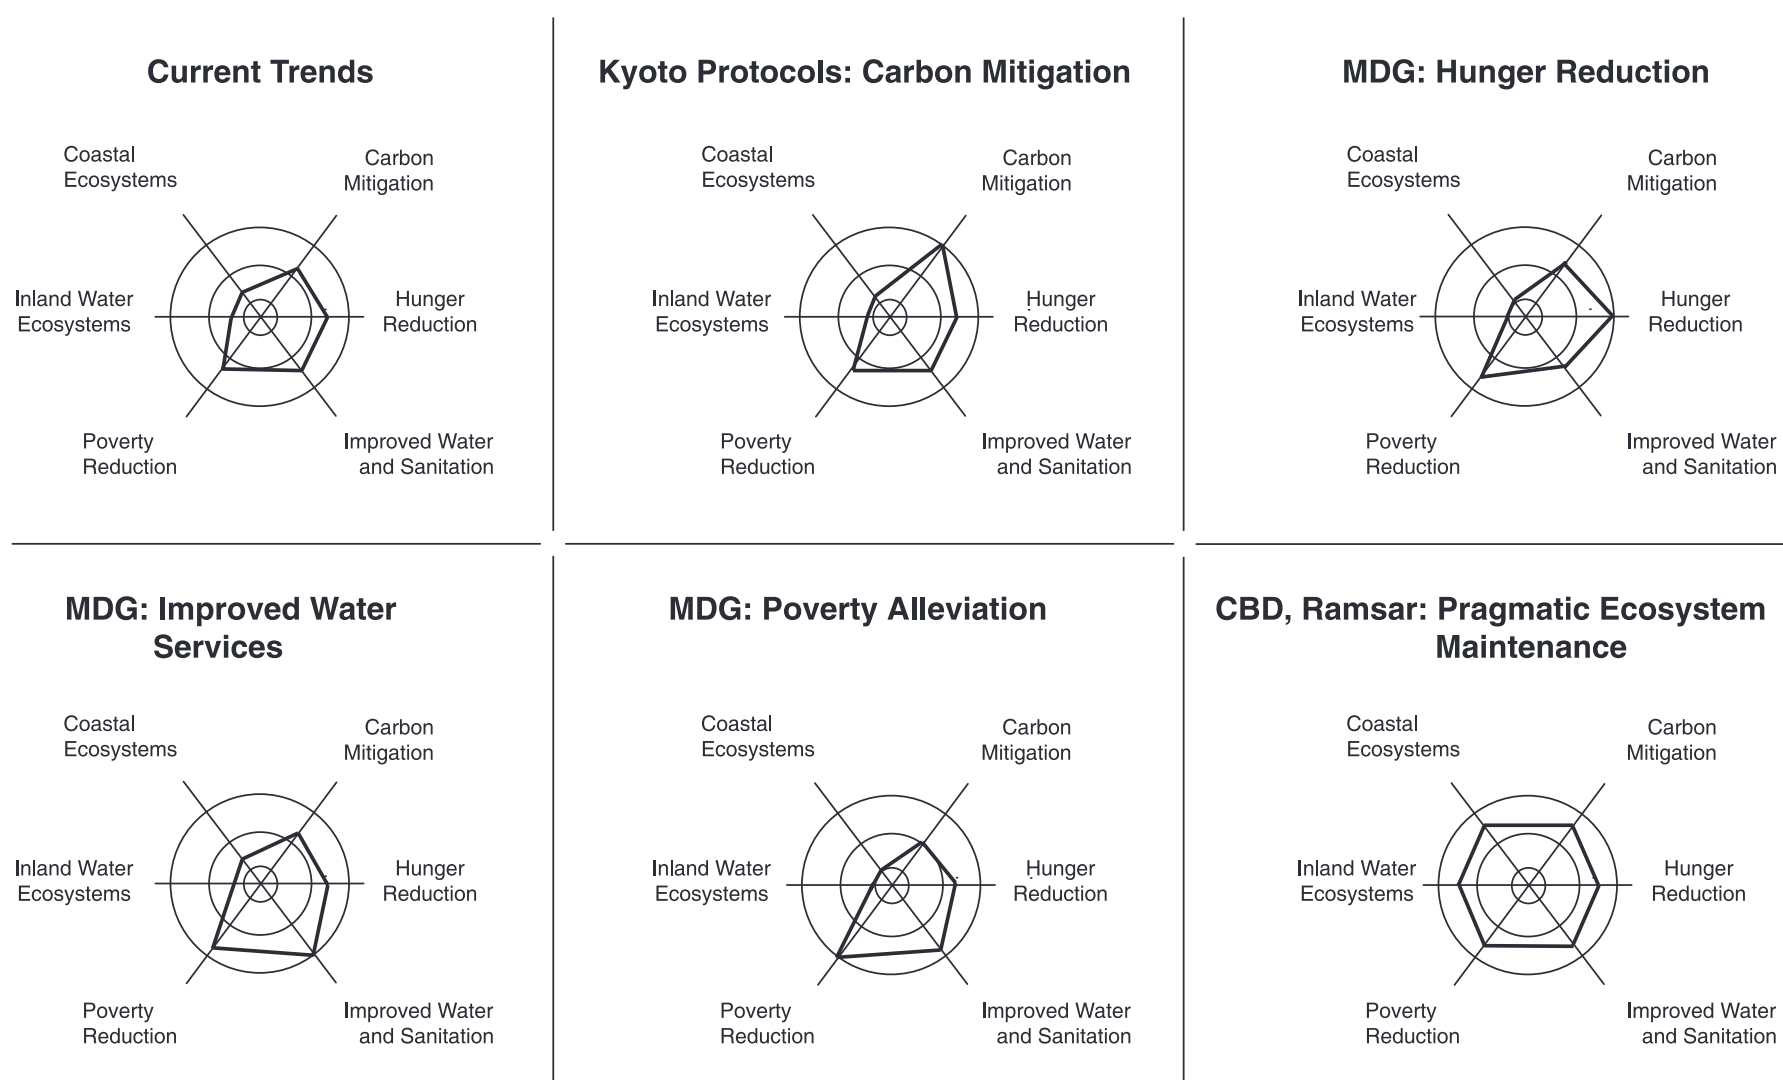 Current Trends
Coastal
Ecosystems
Carbon
Mitigation
Inland Water
Ecosystems
Hunger
Reduction
Poverty
Reduction
Improved Water
and Sanitation
Kyoto Protocols: Carbon Mitigation
Coastal
Ecosystems
Carbon
Mitigation
Inland Water
Ecosystems
Hunger
Reduction
Poverty
Reduction
Improved Water
and Sanitation
MDG: Hunger Reduction
Coastal
Ecosystems
Carbon
Mitigation
Inland Water
Ecosystems
Hunger
Reduction
Poverty
Reduction
Improved Water
and Sanitation
MDG: Improved Water
Services
Coastal
Ecosystems
Carbon
Mitigation
Inland Water
Ecosystems
Hunger
Reduction
Poverty
Reduction
Improved Water
and Sanitation
MDG: Poverty Alleviation
Coastal
Ecosystems
Carbon
Mitigation
Inland Water
Ecosystems
Hunger
Reduction
Poverty
Reduction
Improved Water
and Sanitation
CBD, Ramsar: Pragmatic Ecosystem
Maintenance
Coastal
Ecosystems
Carbon
Mitigation
Inland Water
Ecosystems
Hunger
Reduction
Poverty
Reduction
Improved Water
and Sanitation